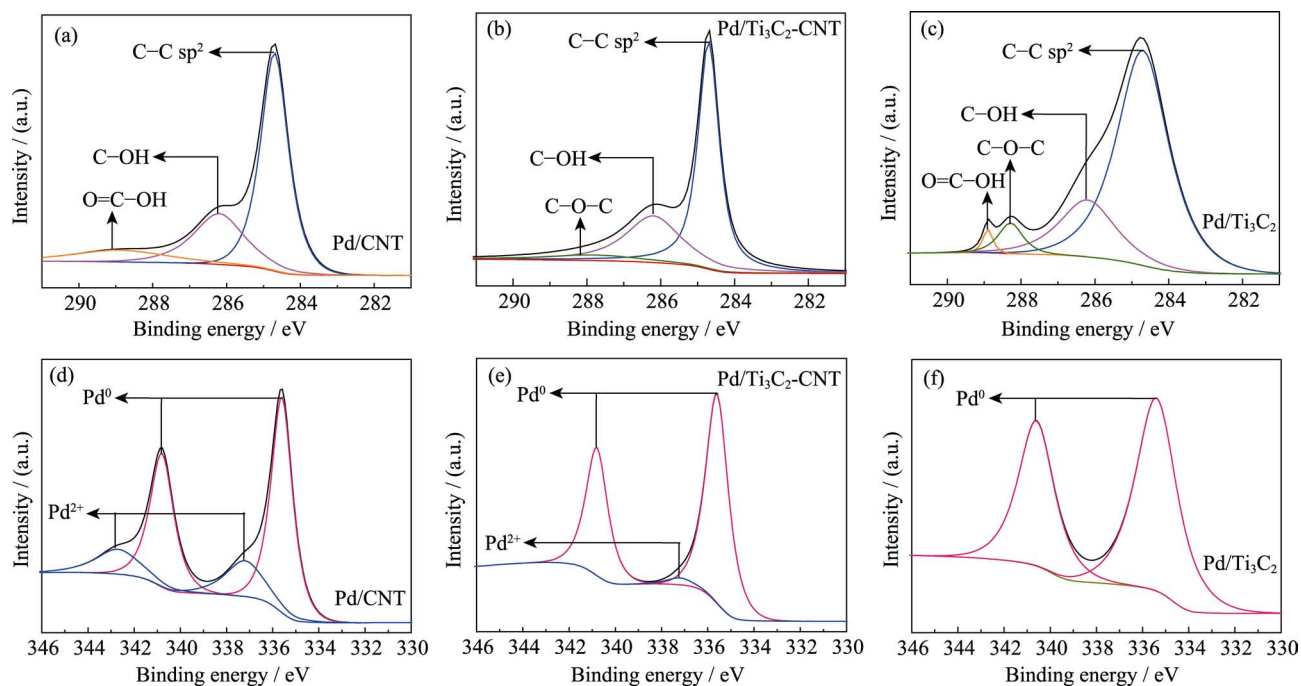 (a)
C−C sp²
C−OH
O=C−OH
Pd/CNT
Intensity / (a.u.)
290 288 286 284 282
Binding energy / eV
(b)
Pd/Ti₃C₂-CNT
C−C sp²
C−OH
C−O−C
Intensity / (a.u.)
290 288 286 284 282
Binding energy / eV
(c)
C−C sp²
C−OH
C−O−C
O=C−OH
Pd/Ti₃C₂
Intensity / (a.u.)
290 288 286 284 282
Binding energy / eV
(d)
Pd⁰
Pd²⁺
Pd/CNT
Intensity / (a.u.)
346 344 342 340 338 336 334 332 330
Binding energy / eV
(e)
Pd/Ti₃C₂-CNT
Pd⁰
Pd²⁺
Intensity / (a.u.)
346 344 342 340 338 336 334 332 330
Binding energy / eV
(f)
Pd⁰
Pd/Ti₃C₂
Intensity / (a.u.)
346 344 342 340 338 336 334 332 330
Binding energy / eV